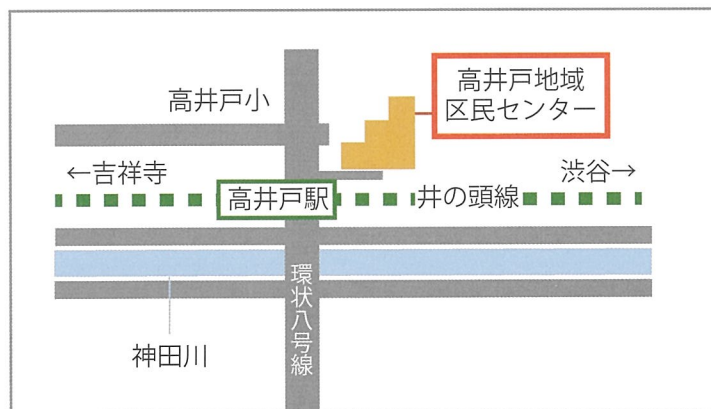 高井戸地域
区民センター
高井戸小
←吉祥寺
渋谷→
高井戸駅
井の頭線
環状八号線
神田川